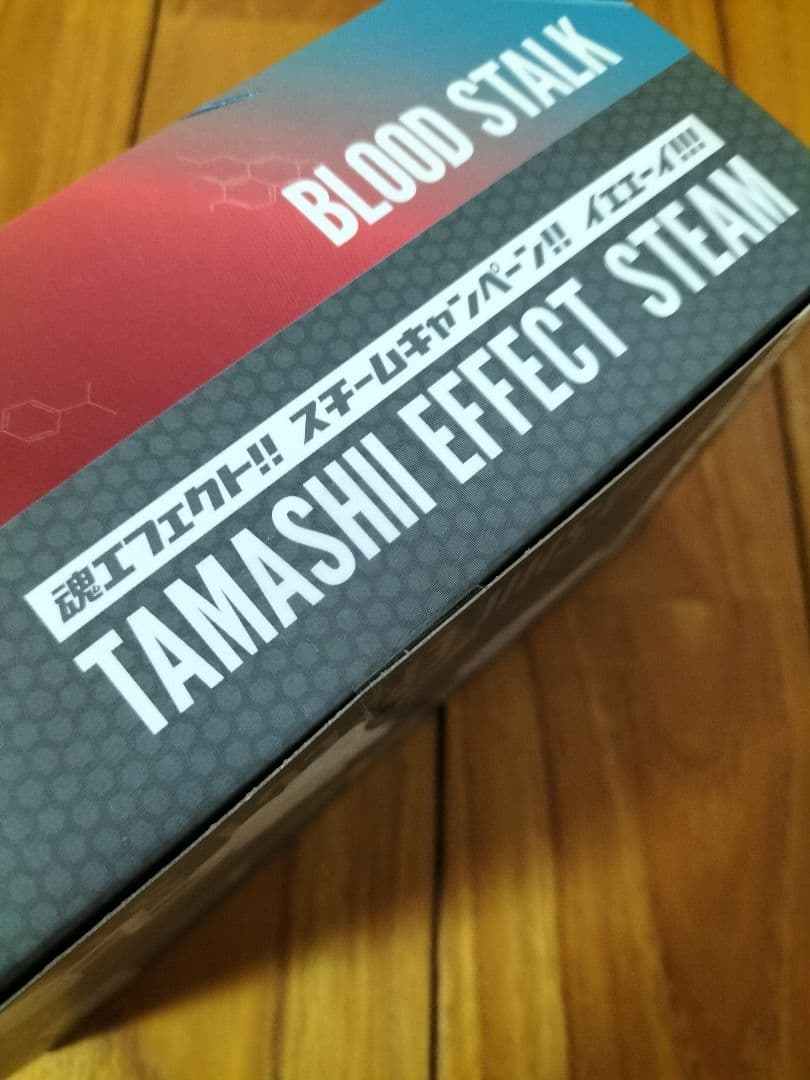 BLOOD STALK
魂エフェクト!! スチームキャンペーン!! イエエーイ!!!
TAMASHII EFFECT STEAM